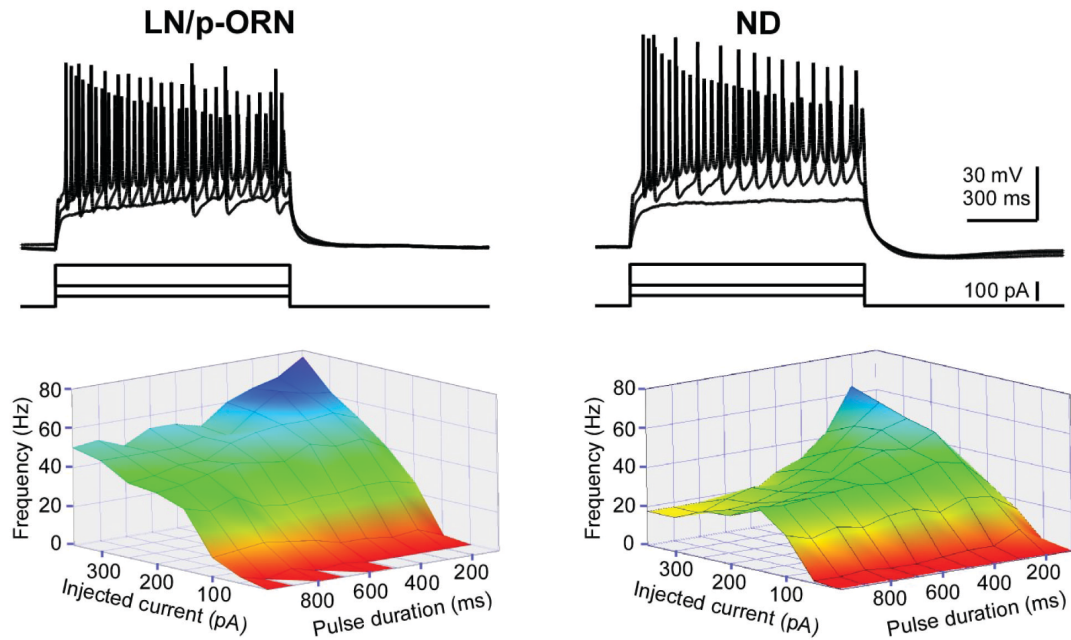 LN/p-ORN
ND
30 mV
300 ms
100 pA
80
60
40
20
0
Frequency (Hz)
300
200
100
Injected current (pA)
800
600
400
200
Pulse duration (ms)
80
60
40
20
0
Frequency (Hz)
300
200
100
Injected current (pA)
800
600
400
200
Pulse duration (ms)